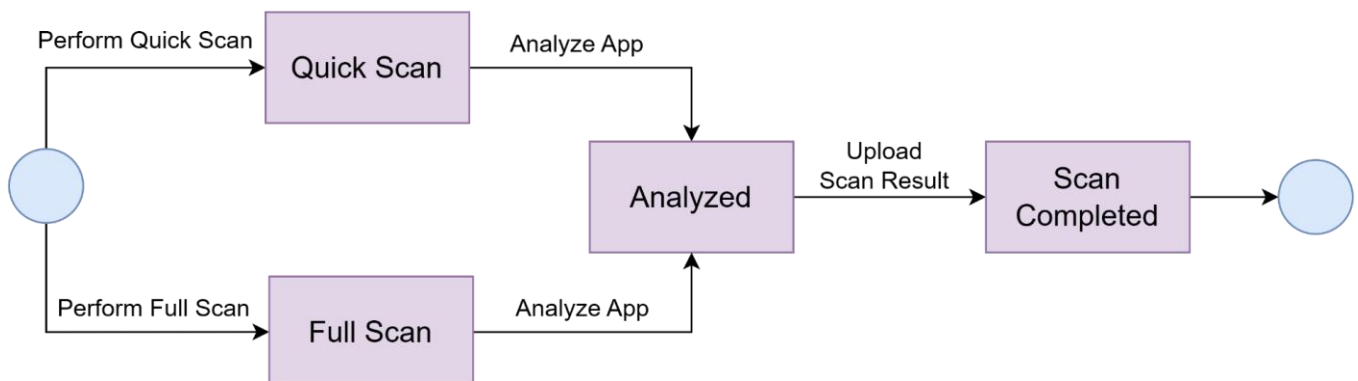 Perform Quick Scan
Quick Scan
Analyze App
Analyzed
Upload
Scan Result
Scan
Completed
Perform Full Scan
Full Scan
Analyze App